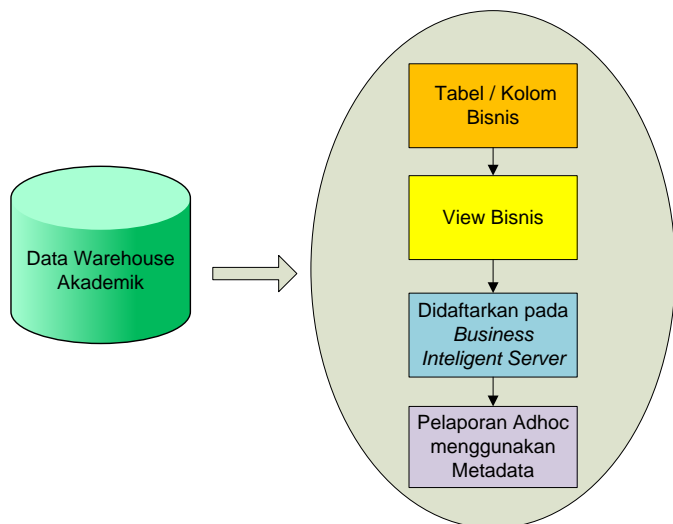 Data Warehouse
Akademik
Tabel / Kolom
Bisnis
View Bisnis
Didaftarkan pada
Business
Inteligent Server
Pelaporan Adhoc
menggunakan
Metadata